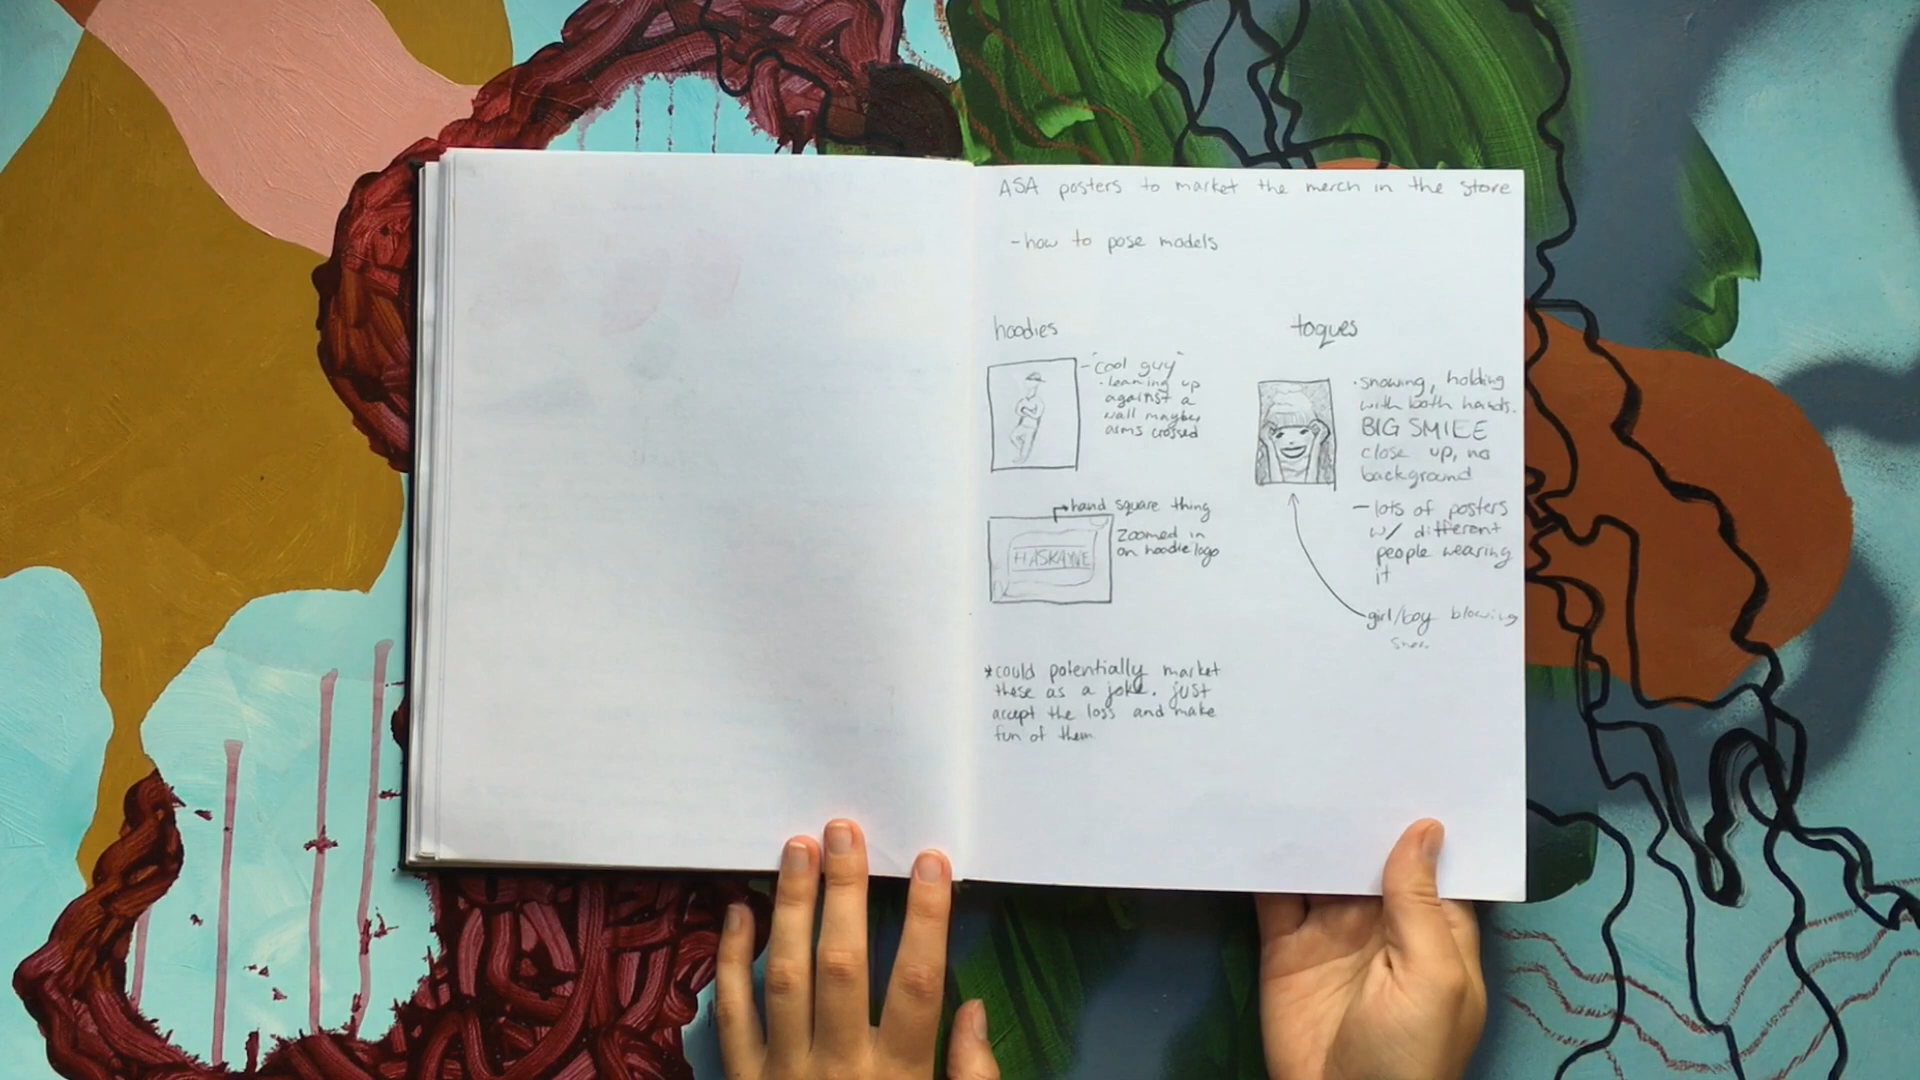 ASA posters to market the merch in the store
-how to pose models
hoodies
-"cool guy"
·leaning up
against a
wall maybe,
arms crossed
hand square thing
zoomed in
on hoodie logo
HASKAYNE
*could potentially market
these as a joke. just
accept the loss and make
fun of them
toques
·snowing, holding
with both hands.
BIG SMILE
close up, no
background
-lots of posters
w/ different
people wearing
it
girl/boy blowing